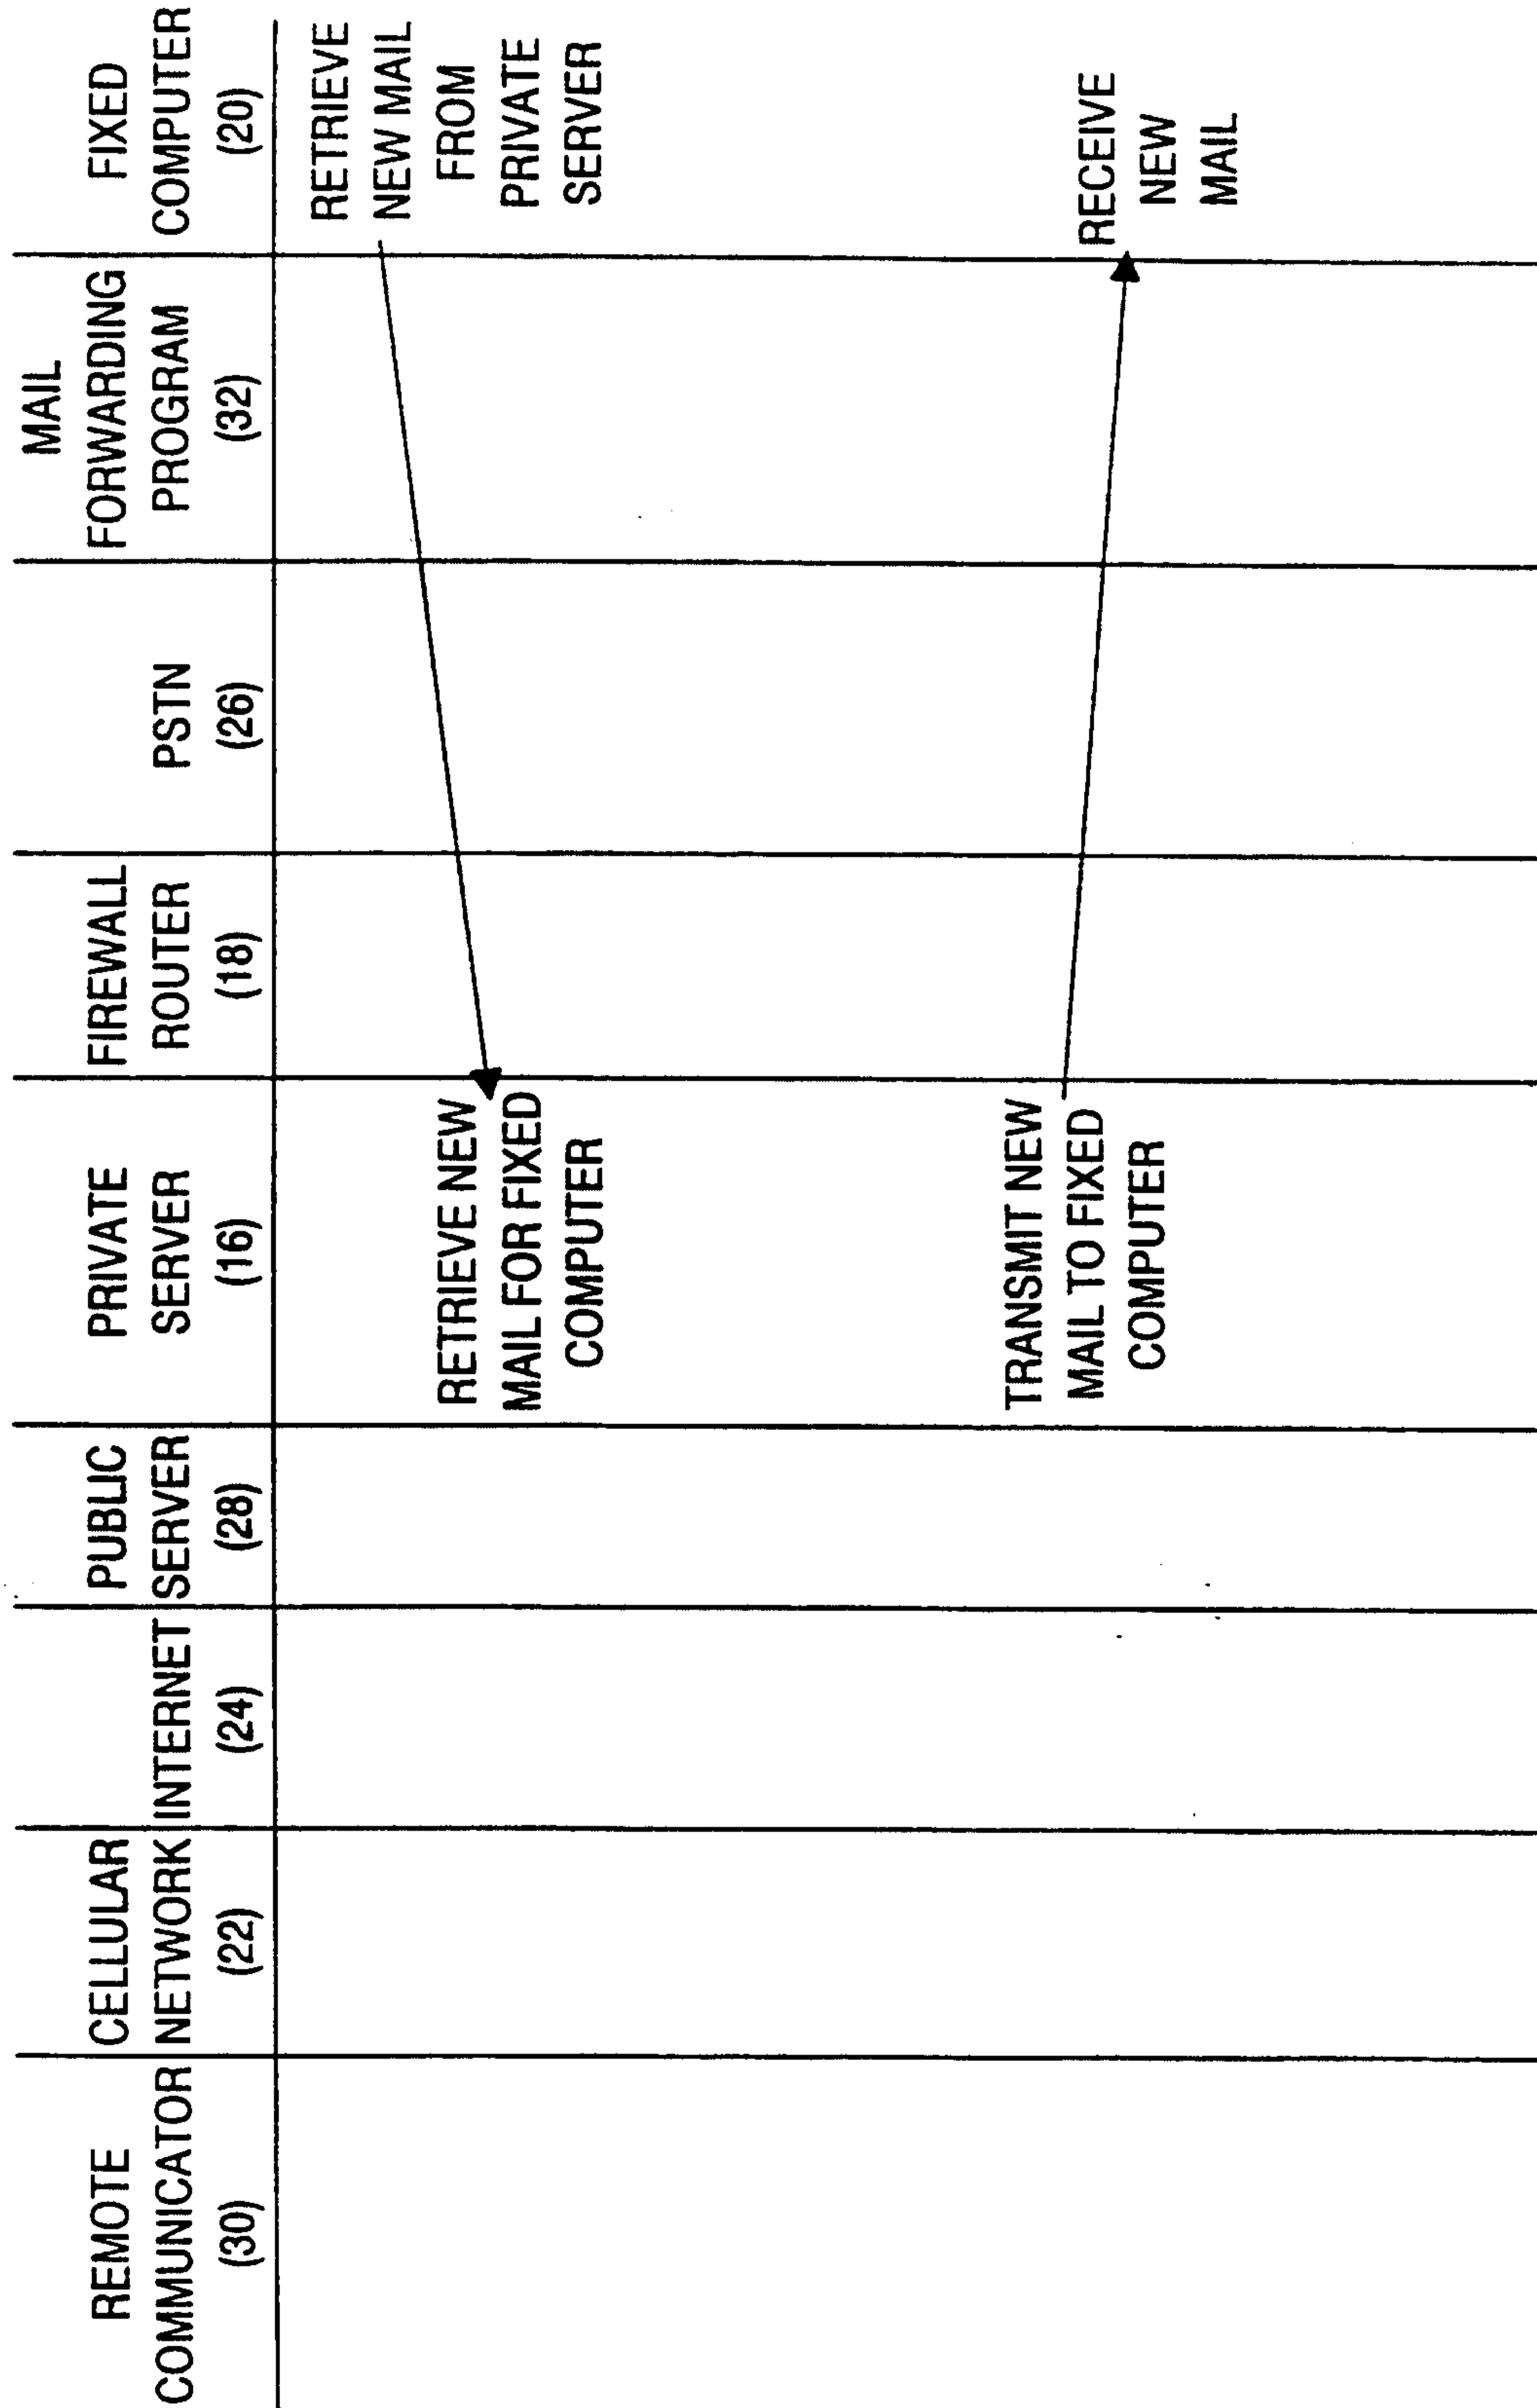 REMOTE
COMMUNICATOR
(30)
CELLULAR
NETWORK
(22)
INTERNET
(24)
PUBLIC
SERVER
(28)
PRIVATE
SERVER
(16)
FIREWALL
ROUTER
(18)
PSTN
(26)
MAIL
FORWARDING
PROGRAM
(32)
FIXED
COMPUTER
(20)
RETRIEVE
NEW MAIL
FROM
PRIVATE
SERVER
RETRIEVE NEW
MAIL FOR FIXED
COMPUTER
TRANSMIT NEW
MAIL TO FIXED
COMPUTER
RECEIVE
NEW
MAIL